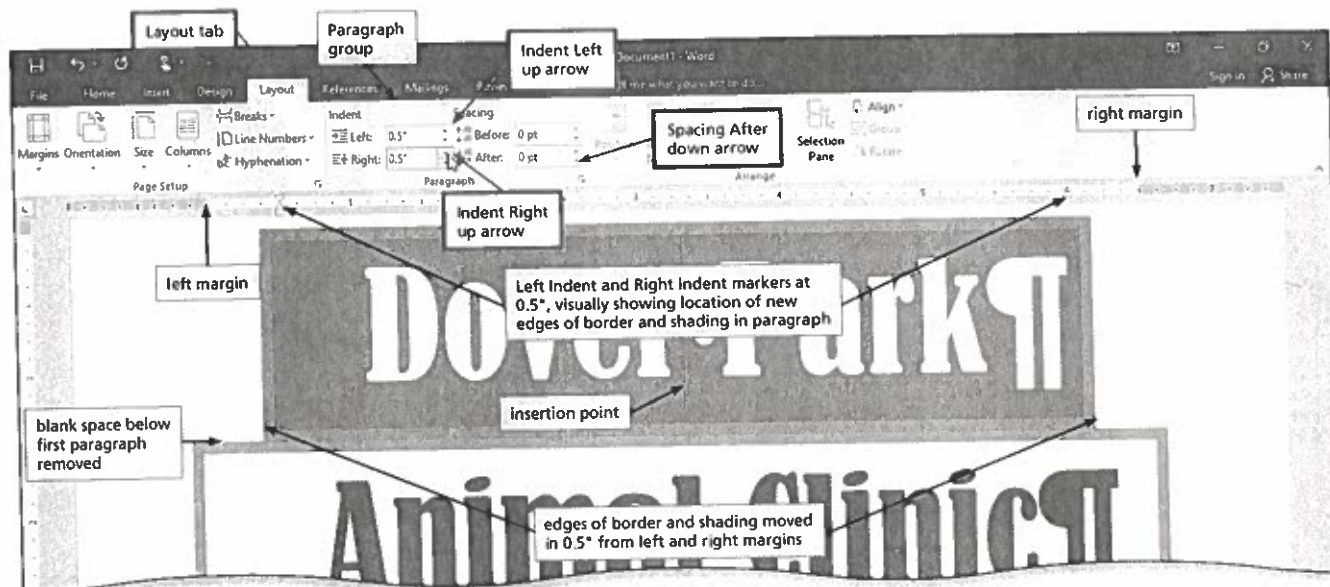 Layout tab
Paragraph
group
Indent Left
up arrow
Document1 - Word
Sign in Share
File Home Insert Design Layout References Mailings
Breaks
Line Numbers
Hyphenation
Margins Orientation Size Columns
Page Setup
Indent
Left: 0.5"
Right: 0.5"
Spacing
Before: 0 pt
After: 0 pt
Paragraph
Spacing After
down arrow
Selection
Pane
Align
Group
Rotate
Arrange
right margin
Indent Right
up arrow
left margin
Dover Park¶
Left Indent and Right Indent markers at
0.5", visually showing location of new
edges of border and shading in paragraph
insertion point
blank space below
first paragraph
removed
Animal Clinic¶
edges of border and shading moved
in 0.5" from left and right margins